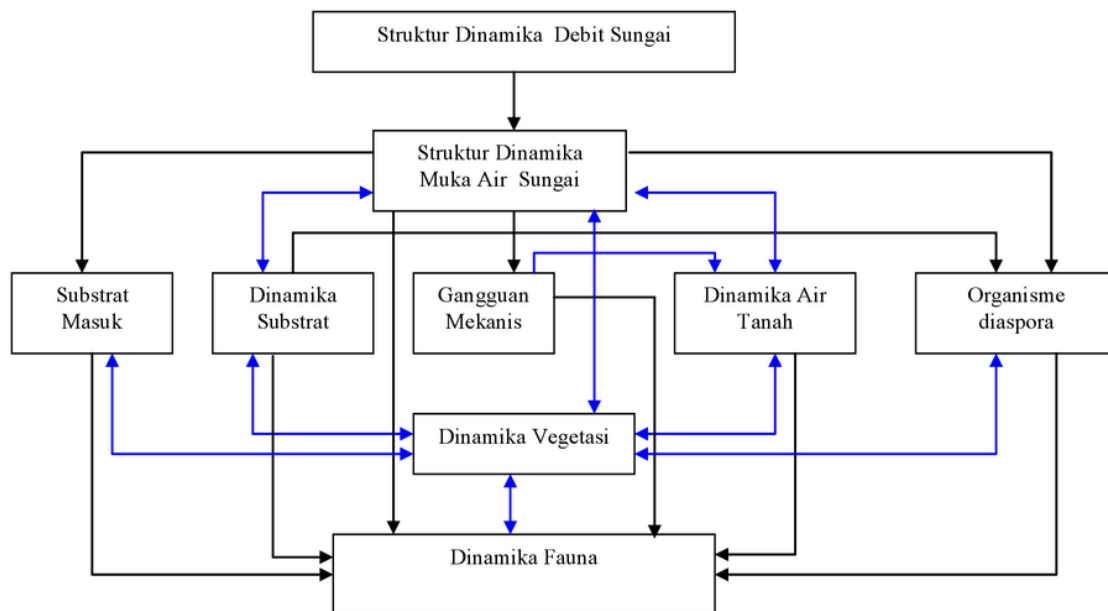 Struktur Dinamika Debit Sungai
Struktur Dinamika
Muka Air Sungai
Substrat
Masuk
Dinamika
Substrat
Gangguan
Mekanis
Dinamika Air
Tanah
Organisme
diaspora
Dinamika Vegetasi
Dinamika Fauna